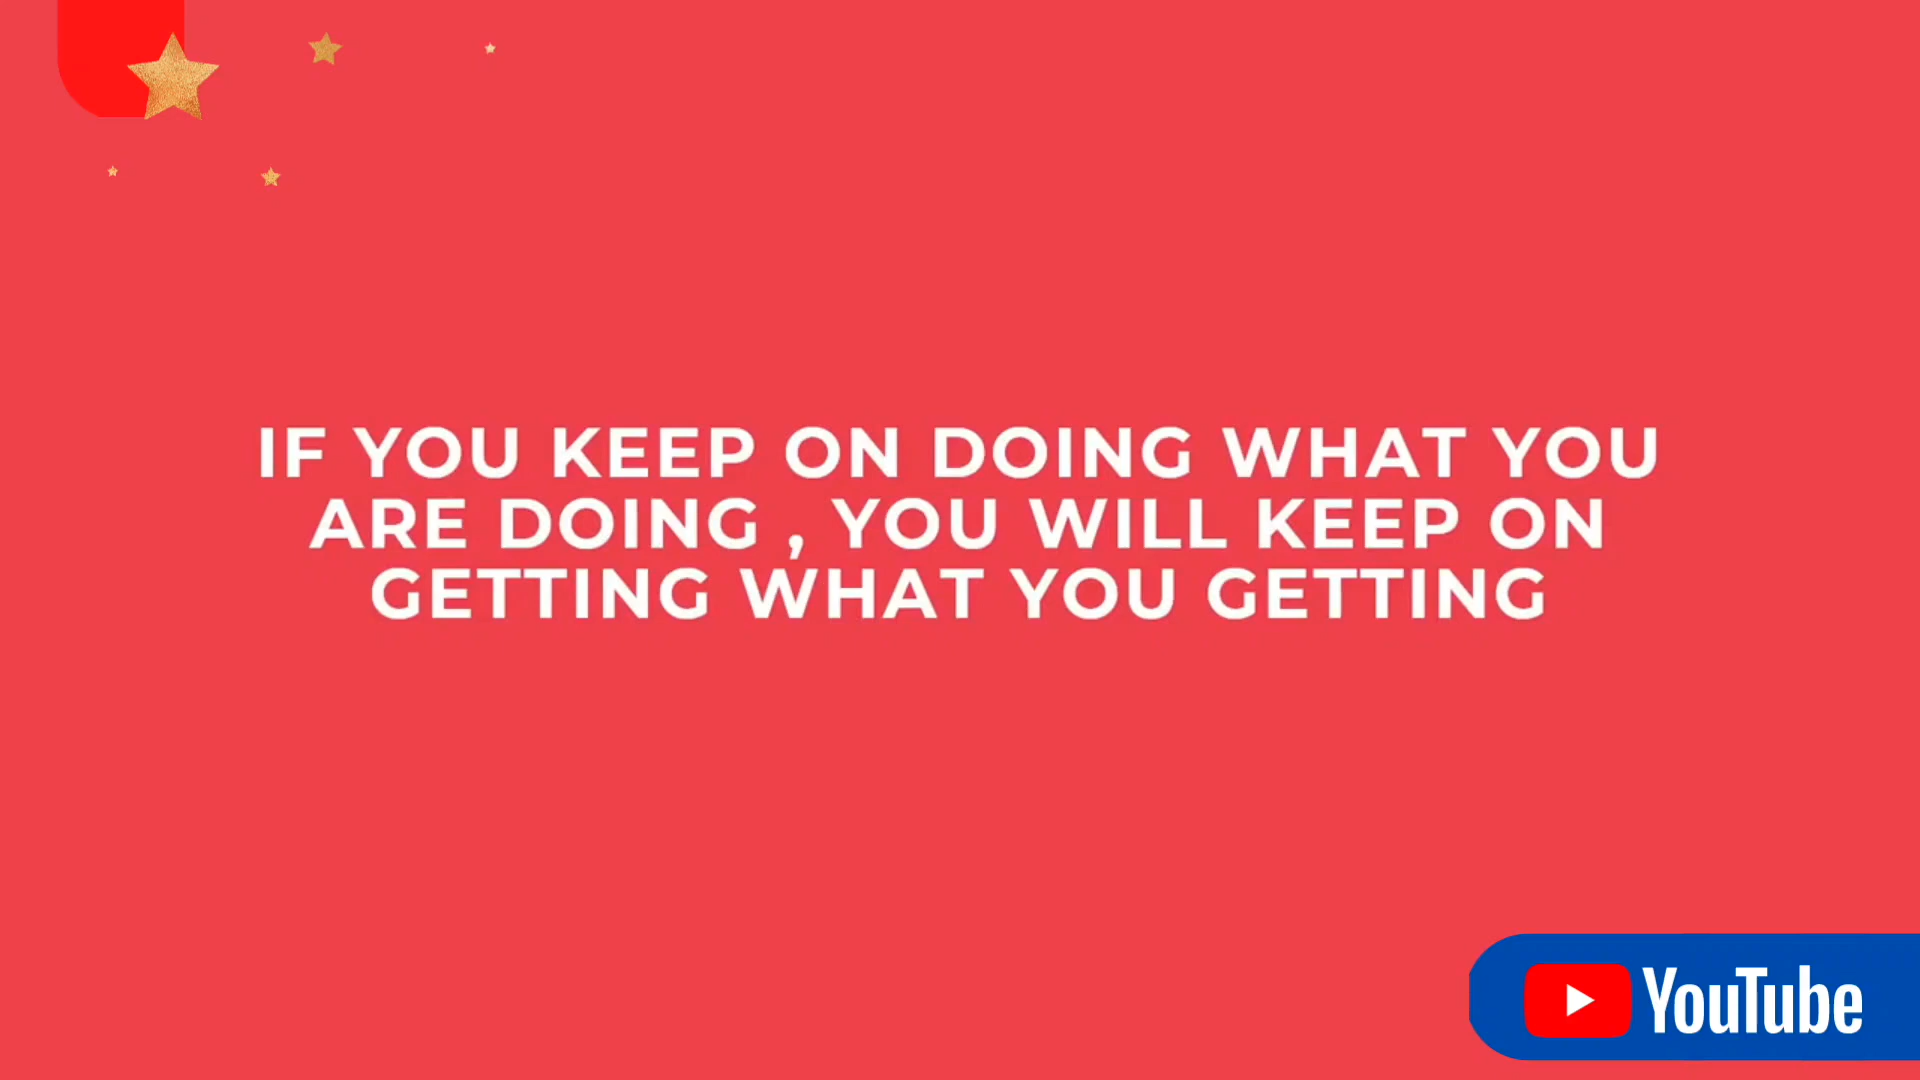 IF YOU KEEP ON DOING WHAT YOU
ARE DOING , YOU WILL KEEP ON
GETTING WHAT YOU GETTING
YouTube